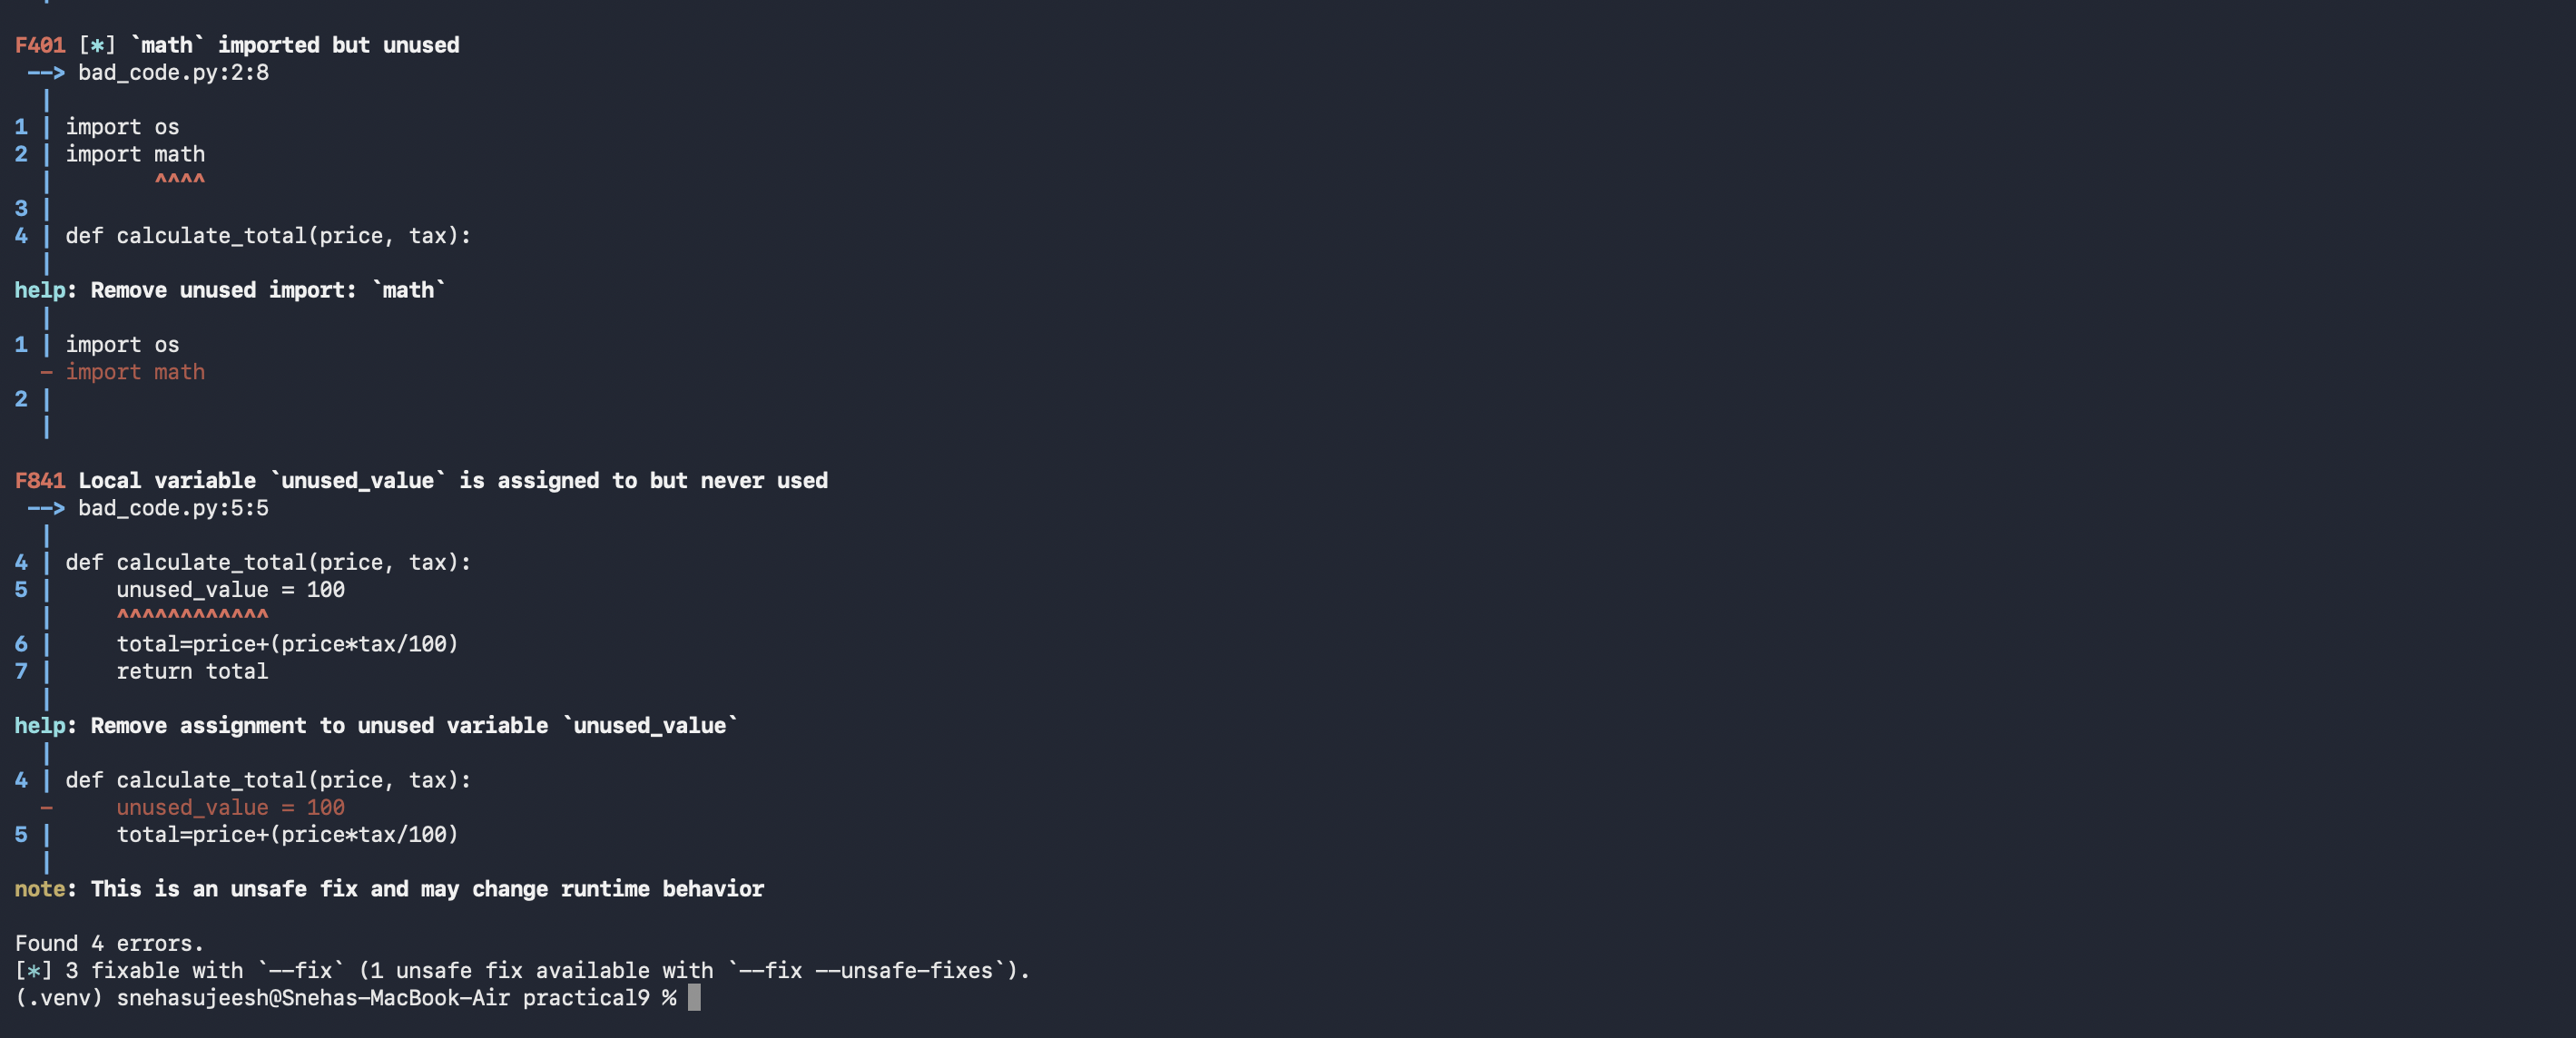 F401 [*] `math` imported but unused
 --> bad_code.py:2:8
  |
1 | import os
2 | import math
  |        ^^^^
3 |
4 | def calculate_total(price, tax):
  |
help: Remove unused import: `math`
  |
1 | import os
  - import math
2 |
  |
F841 Local variable `unused_value` is assigned to but never used
 --> bad_code.py:5:5
  |
4 | def calculate_total(price, tax):
5 |     unused_value = 100
  |     ^^^^^^^^^^^^
6 |     total=price+(price*tax/100)
7 |     return total
  |
help: Remove assignment to unused variable `unused_value`
  |
4 | def calculate_total(price, tax):
  -     unused_value = 100
5 |     total=price+(price*tax/100)
  |
note: This is an unsafe fix and may change runtime behavior
Found 4 errors.
[*] 3 fixable with `--fix` (1 unsafe fix available with `--fix --unsafe-fixes`).
(.venv) snehasujeesh@Snehas-MacBook-Air practical9 %